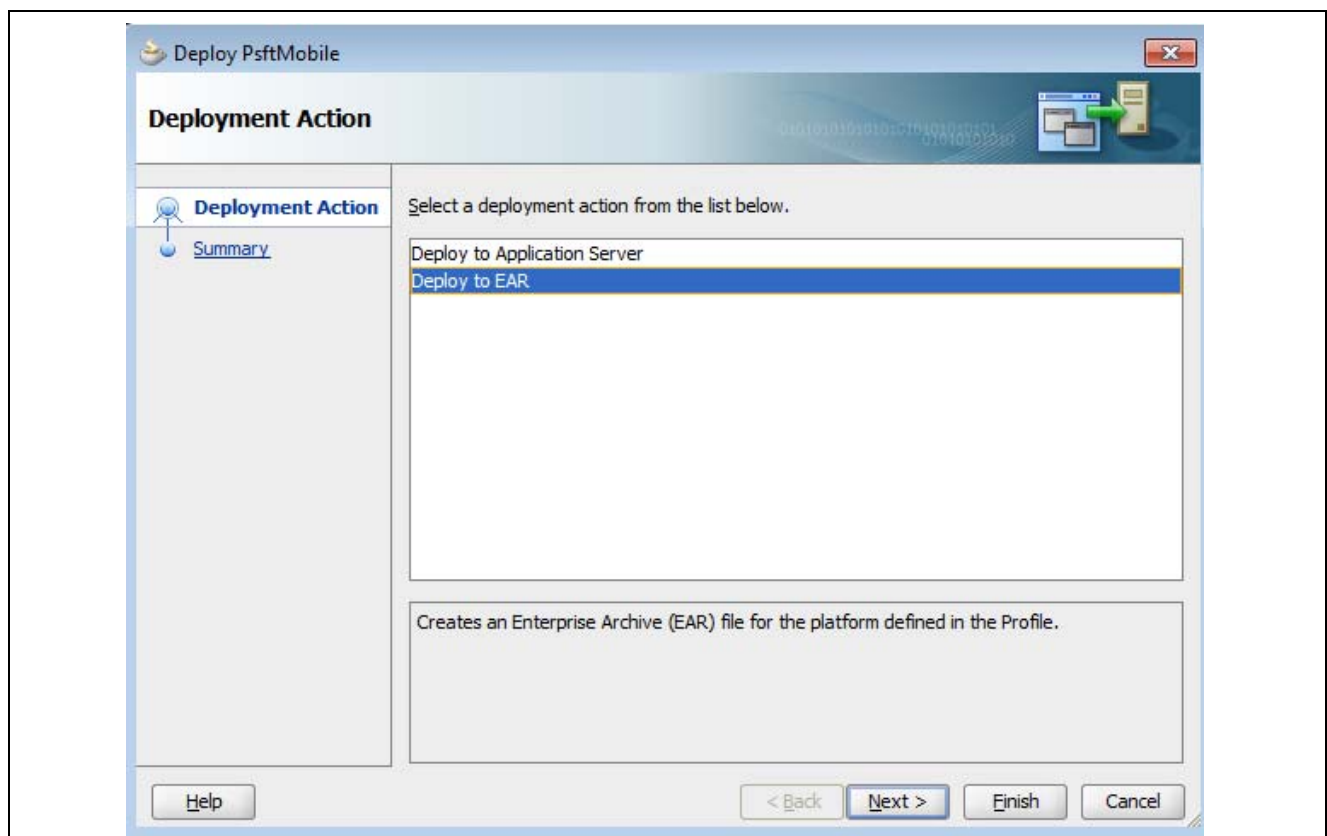 Deploy PsftMobile
Deployment Action
Deployment Action
Summary
Select a deployment action from the list below.
Deploy to Application Server
Deploy to EAR
Creates an Enterprise Archive (EAR) file for the platform defined in the Profile.
Help
< Back
Next >
Finish
Cancel